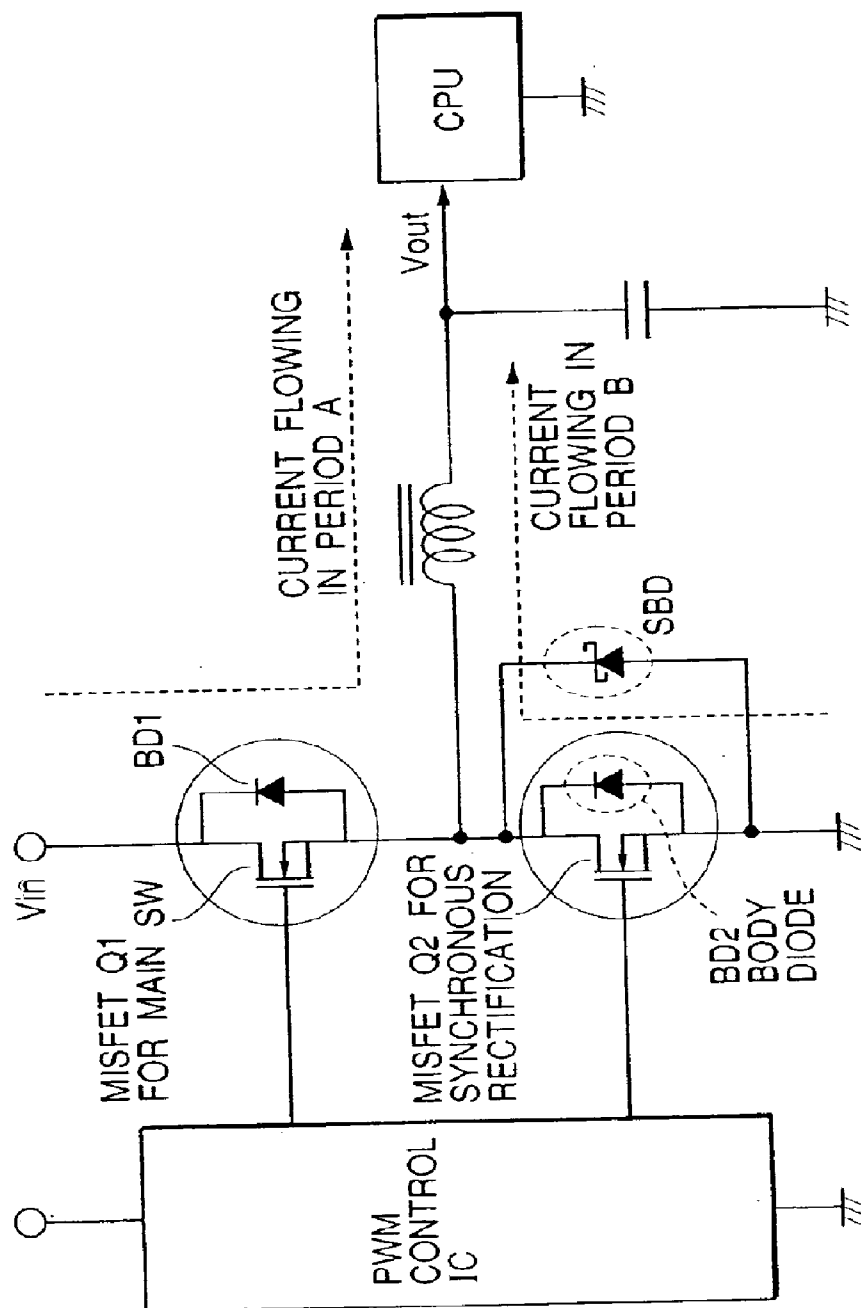 Vin
MISFET Q1
FOR MAIN SW
BD1
CURRENT FLOWING
IN PERIOD A
Vout
CPU
PWM
CONTROL
IC
MISFET Q2 FOR
SYNCHRONOUS
RECTIFICATION
BD2
BODY
DIODE
SBD
CURRENT
FLOWING IN
PERIOD B